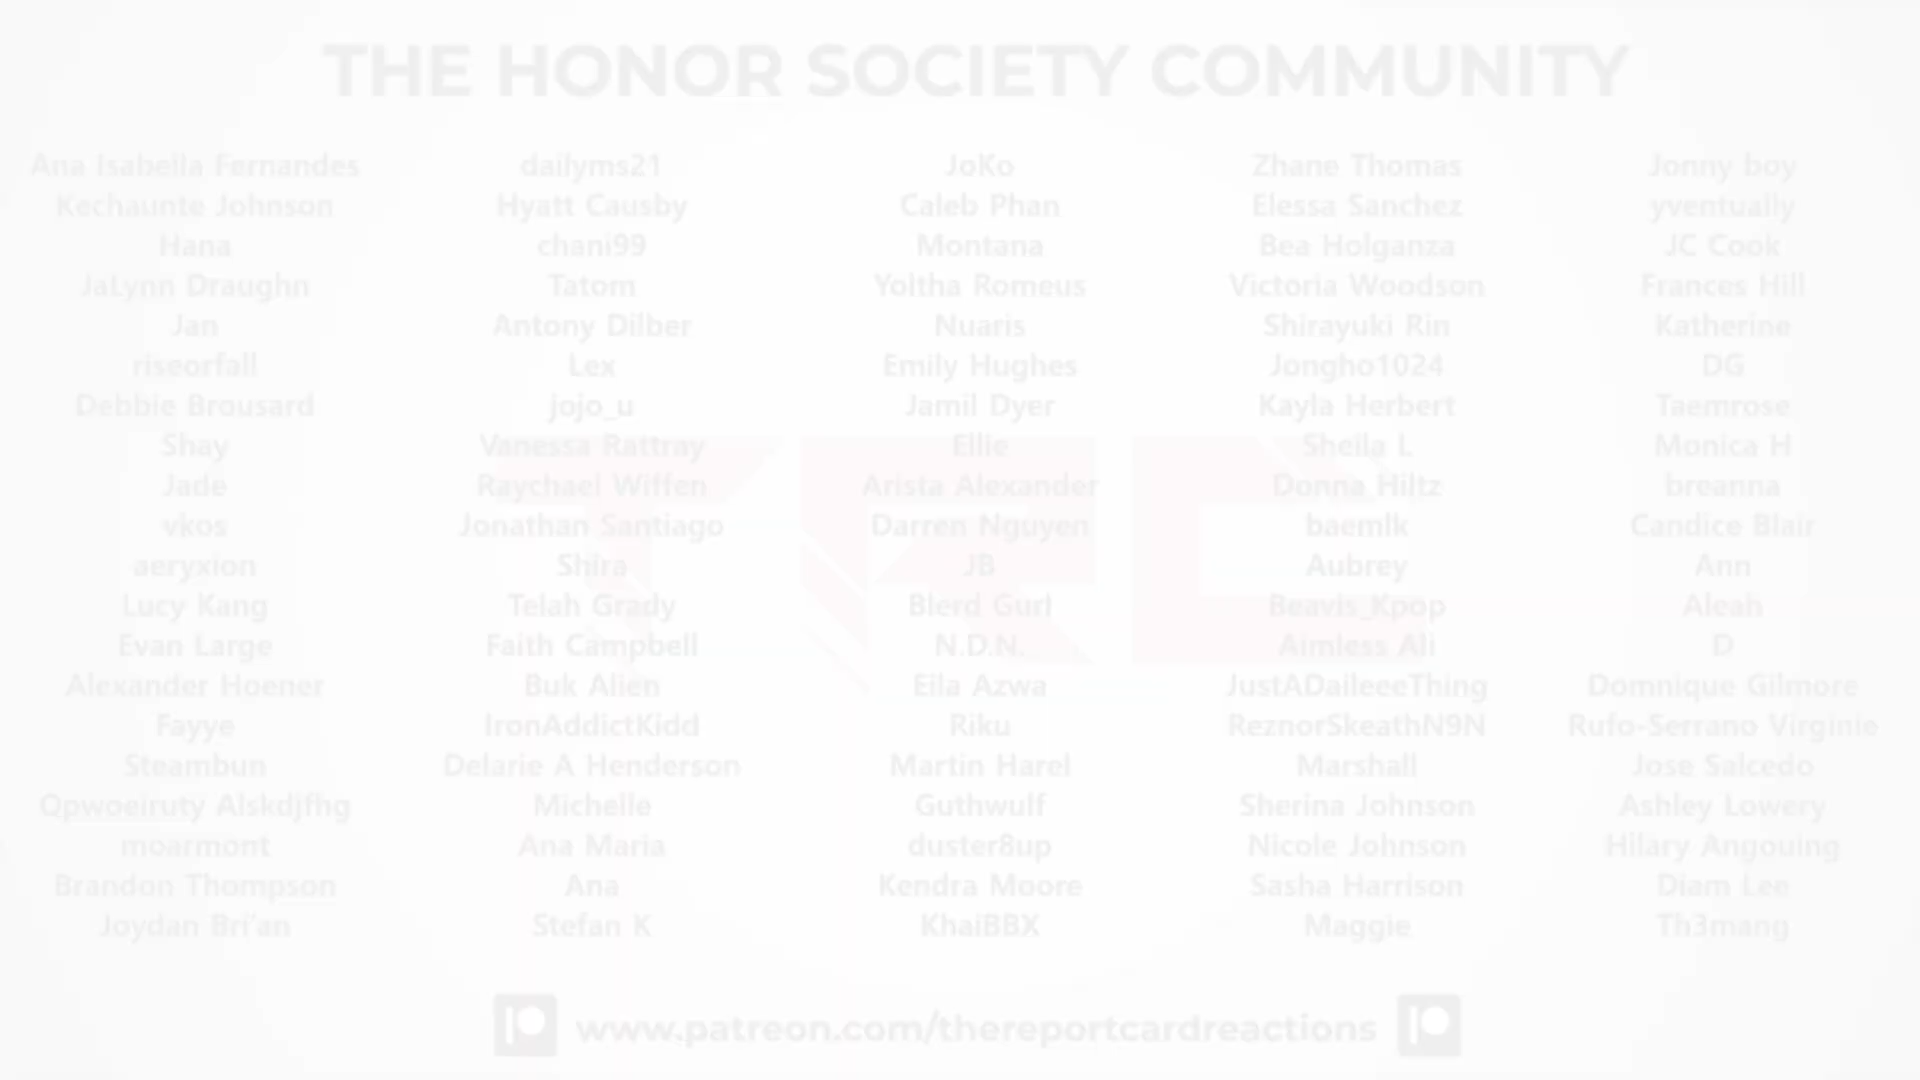 THE HONOR SOCIETY COMMUNITY
Ana Isabella Fernandes
Kechaunte Johnson
Hana
JaLynn Draughn
Jan
riseorfall
Debbie Brousard
Shay
Jade
vkos
aeryxion
Lucy Kang
Evan Large
Alexander Hoener
Fayye
Steambun
Qpwoeiruty Alskdjfhg
moarmont
Brandon Thompson
Joydan Bri'an
dailyms21
Hyatt Causby
chani99
Tatom
Antony Dilber
Lex
jojo_u
Vanessa Rattray
Raychael Wiffen
Jonathan Santiago
Shira
Telah Grady
Faith Campbell
Buk Alien
IronAddictKidd
Delarie A Henderson
Michelle
Ana Maria
Ana
Stefan K
JoKo
Caleb Phan
Montana
Yoltha Romeus
Nuaris
Emily Hughes
Jamil Dyer
Ellie
Arista Alexander
Darren Nguyen
JB
Blerd Gurl
N.D.N.
Eila Azwa
Riku
Martin Harel
Guthwulf
duster8up
Kendra Moore
KhaiBBX
Zhane Thomas
Elessa Sanchez
Bea Holganza
Victoria Woodson
Shirayuki Rin
Jongho1024
Kayla Herbert
Sheila L
Donna Hiltz
baemlk
Aubrey
Beavis_Kpop
Aimless Ali
JustADaileeeThing
ReznorSkeathN9N
Marshall
Sherina Johnson
Nicole Johnson
Sasha Harrison
Maggie
Jonny boy
yventually
JC Cook
Frances Hill
Katherine
DG
Taemrose
Monica H
breanna
Candice Blair
Ann
Aleah
D
Domnique Gilmore
Rufo-Serrano Virginie
Jose Salcedo
Ashley Lowery
Hilary Angouing
Diam Lee
Th3mang
TRC
www.patreon.com/thereportcardreactions